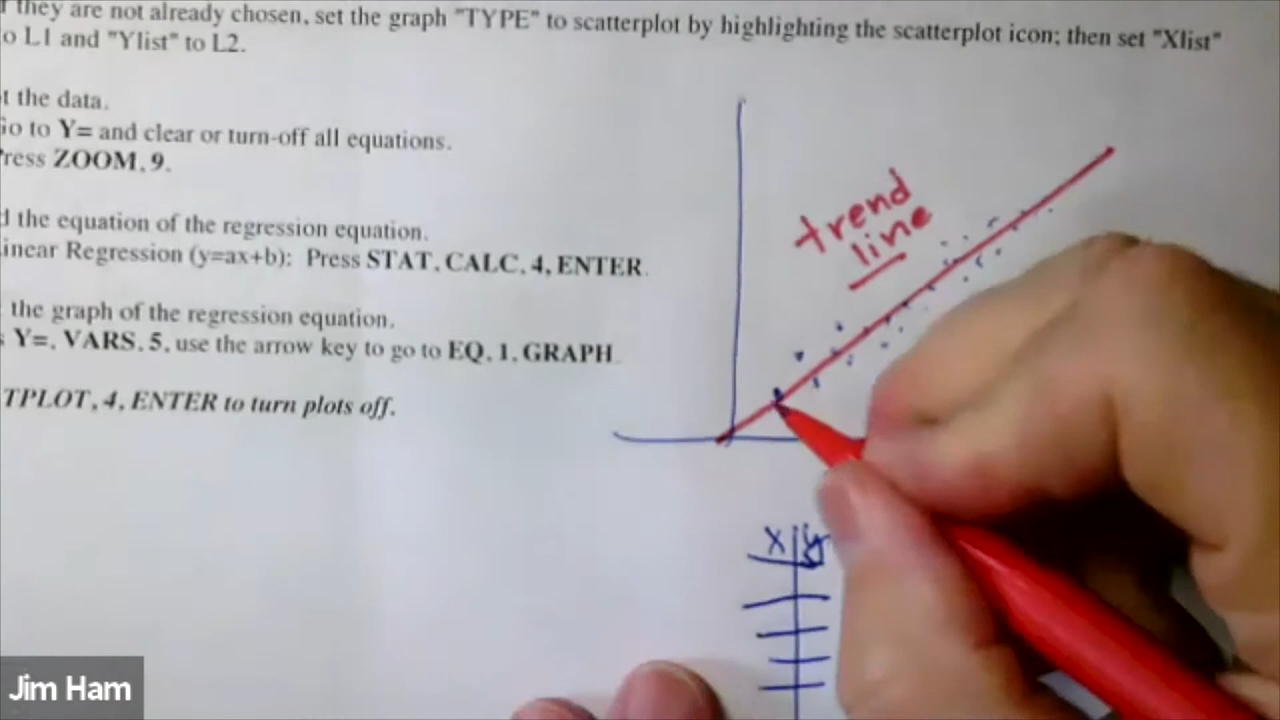 they are not already chosen, set the graph "TYPE" to scatterplot by highlighting the scatterplot icon; then set "Xlist"
o L1 and "Ylist" to L2.
t the data.
Go to Y= and clear or turn-off all equations.
Press ZOOM, 9.
d the equation of the regression equation.
inear Regression (y=ax+b): Press STAT, CALC, 4, ENTER.
the graph of the regression equation.
s Y=, VARS, 5, use the arrow key to go to EQ, 1, GRAPH.
TPLOT, 4, ENTER to turn plots off.
trend
line
x y
Jim Ham